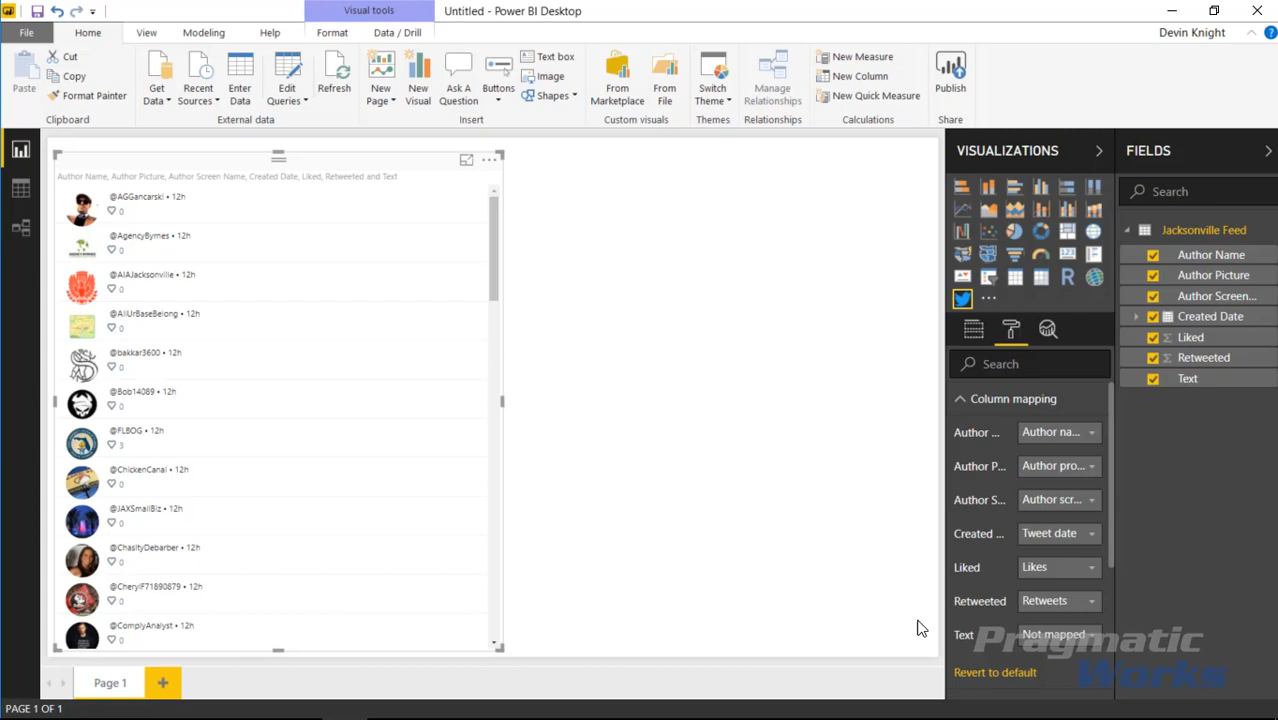 Visual tools
Untitled - Power BI Desktop
File
Home
View
Modeling
Help
Format
Data / Drill
Devin Knight
Paste
Cut
Copy
Format Painter
Clipboard
Get Data
Recent Sources
Enter Data
Edit Queries
Refresh
External data
New Page
New Visual
Ask A Question
Buttons
Text box
Image
Shapes
Insert
From Marketplace
From File
Custom visuals
Switch Theme
Themes
Manage Relationships
Relationships
New Measure
New Column
New Quick Measure
Calculations
Publish
Share
Author Name, Author Picture, Author Screen Name, Created Date, Liked, Retweeted and Text
@AGGancarski • 12h
0
@AgencyByrnes • 12h
0
@AIAJacksonville • 12h
0
@AllUrBaseBelong • 12h
0
@bakkar3600 • 12h
0
@Bob14089 • 12h
0
@FLBOG • 12h
3
@ChickenCanal • 12h
0
@JAXSmallBiz • 12h
0
@ChasityDebarber • 12h
0
@CherylF71890879 • 12h
0
@ComplyAnalyst • 12h
0
VISUALIZATIONS
R
Search
Column mapping
Author ... Author na...
Author P... Author pro...
Author S... Author scr...
Created ... Tweet date
Liked Likes
Retweeted Retweets
Text Not mapped
Revert to default
FIELDS
Search
Jacksonville Feed
Author Name
Author Picture
Author Screen...
Created Date
Liked
Retweeted
Text
Pragmatic
Works
Page 1
PAGE 1 OF 1